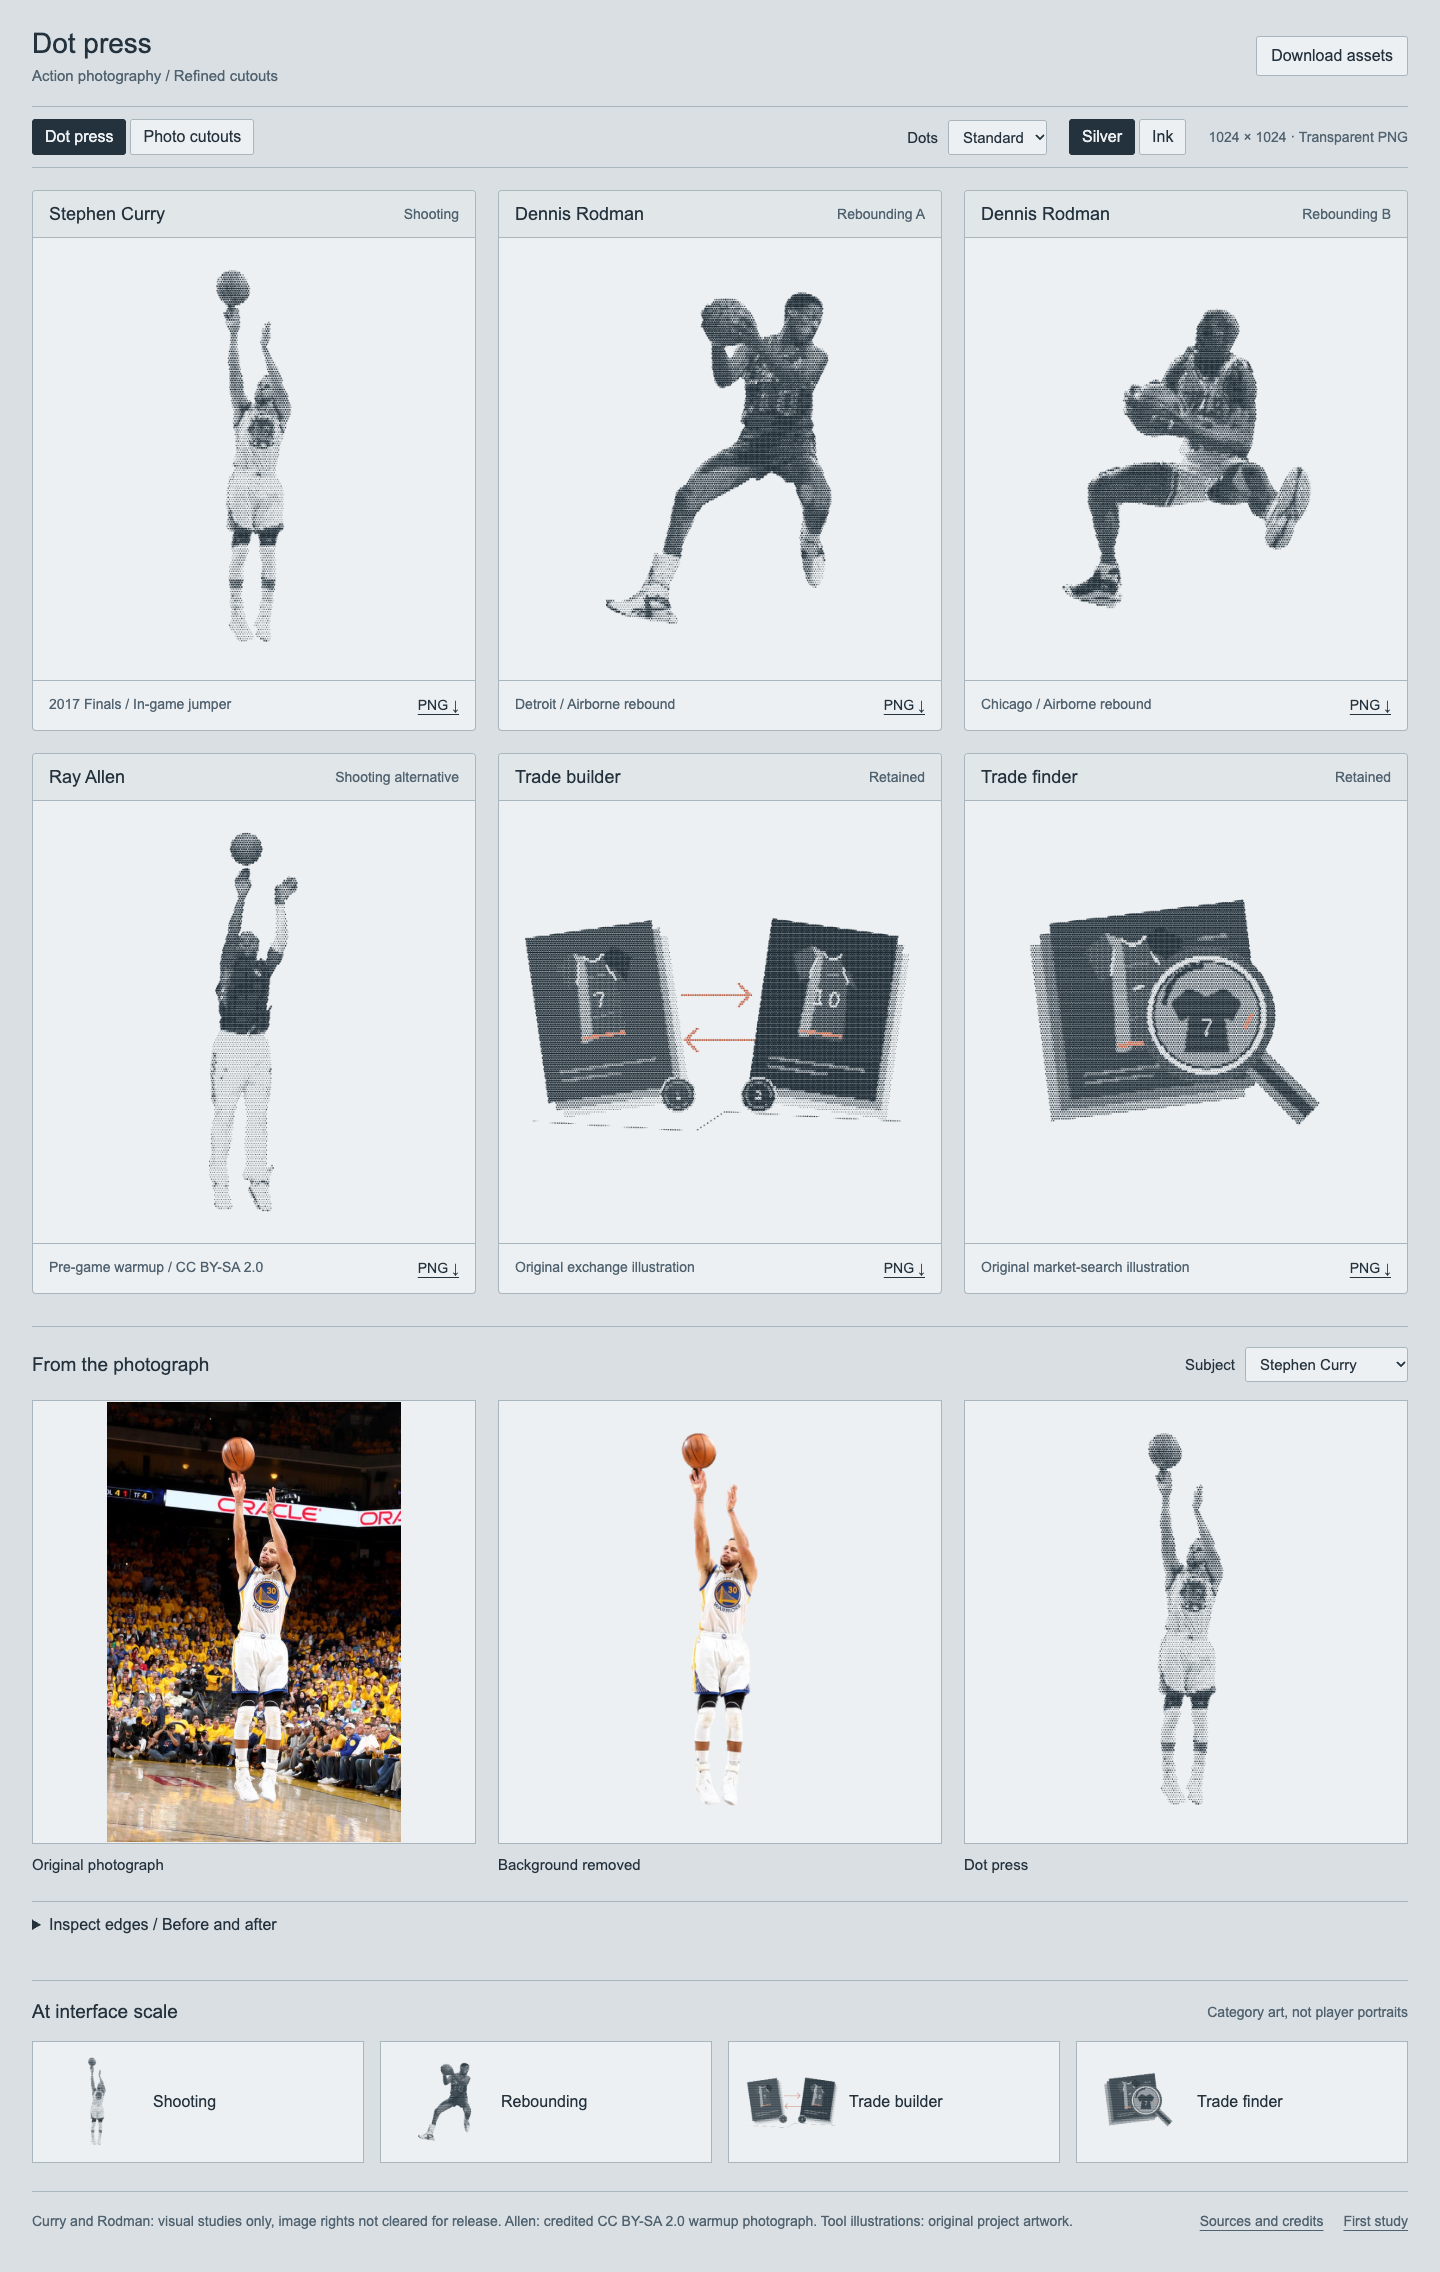 Dot press
Action photography / Refined cutouts
Download assets
Dot press
Photo cutouts
Dots
Standard
Silver
Ink
1024 × 1024 · Transparent PNG
Stephen Curry
Shooting
Dennis Rodman
Rebounding A
Dennis Rodman
Rebounding B
2017 Finals / In-game jumper
PNG ↓
Detroit / Airborne rebound
PNG ↓
Chicago / Airborne rebound
PNG ↓
Ray Allen
Shooting alternative
Trade builder
Retained
Trade finder
Retained
7
10
7
Pre-game warmup / CC BY-SA 2.0
PNG ↓
Original exchange illustration
PNG ↓
Original market-search illustration
PNG ↓
From the photograph
Subject
Stephen Curry
ORACLE
ORA
30
WARRIORS
30
Original photograph
Background removed
Dot press
Inspect edges / Before and after
At interface scale
Category art, not player portraits
Shooting
Rebounding
Trade builder
Trade finder
Curry and Rodman: visual studies only, image rights not cleared for release. Allen: credited CC BY-SA 2.0 warmup photograph. Tool illustrations: original project artwork.
Sources and credits
First study